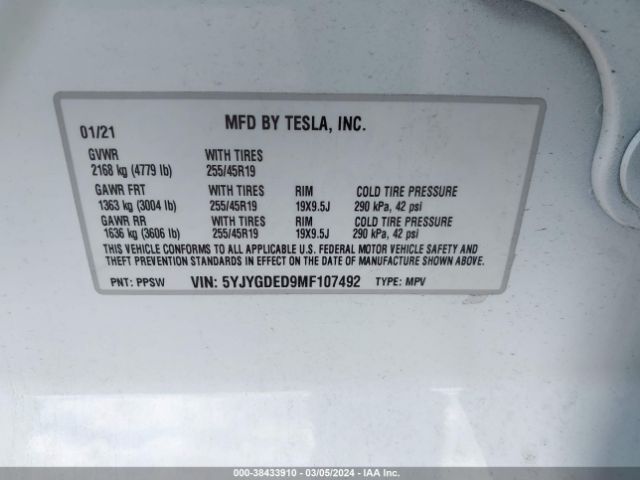 MFD BY TESLA, INC.
01/21
GVWR WITH TIRES
2168 kg (4779 lb) 255/45R19
GAWR FRT WITH TIRES RIM COLD TIRE PRESSURE
1363 kg (3004 lb) 255/45R19 19X9.5J 290 kPa, 42 psi
GAWR RR WITH TIRES RIM COLD TIRE PRESSURE
1636 kg (3606 lb) 255/45R19 19X9.5J 290 kPa, 42 psi
THIS VEHICLE CONFORMS TO ALL APPLICABLE U.S. FEDERAL MOTOR VEHICLE SAFETY AND
THEFT PREVENTION STANDARDS IN EFFECT ON THE DATE OF MANUFACTURE SHOWN ABOVE.
PNT: PPSW VIN: 5YJYGDED9MF107492 TYPE: MPV
000-38433910 - 03/05/2024 - IAA Inc.